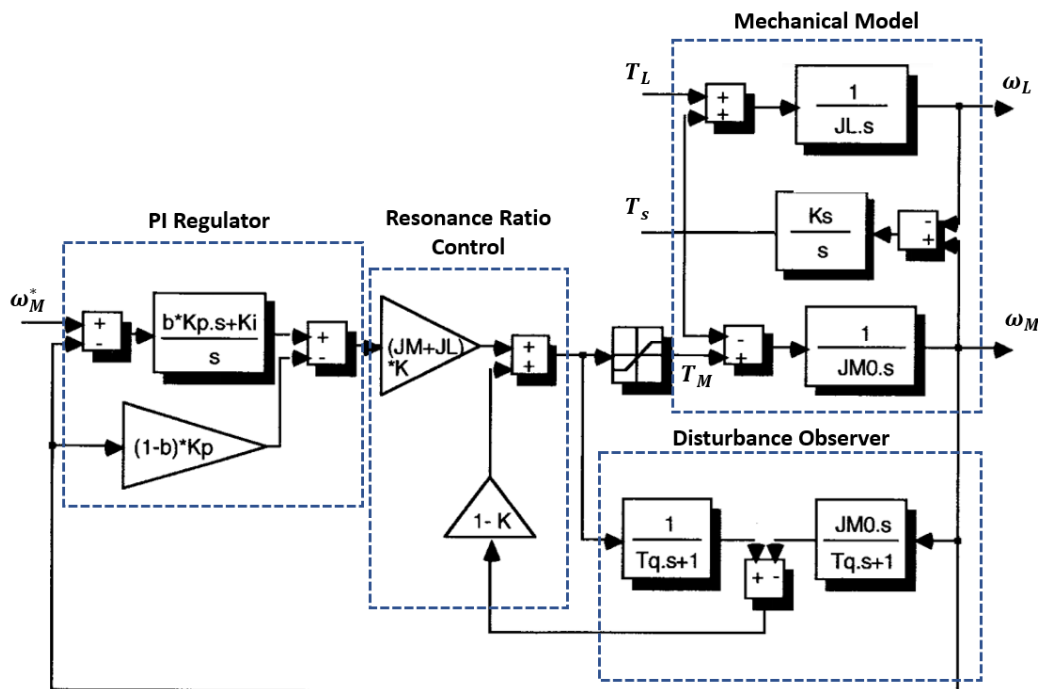 Mechanical Model
T_L
+
+
1
JL.s
ω_L
T_s
Ks
s
-
+
PI Regulator
Resonance Ratio
Control
ω_M^*
+
-
b*Kp.s+Ki
s
+
-
(JM+JL)
*K
+
+
T_M
-
+
1
JM0.s
ω_M
(1-b)*Kp
Disturbance Observer
1- K
1
Tq.s+1
+ -
JM0.s
Tq.s+1